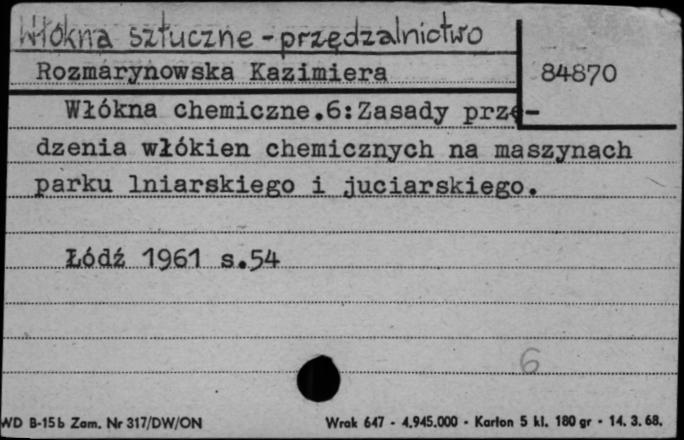 Włókna sztuczne - przędzalnictwo
Rozmarynowska Kazimiera
84870
Włókna chemiczne.6:Zasady przę-
dzenia włókien chemicznych na maszynach
parku lniarskiego i juciarskiego.
Łódź 1961 s.54
6
WD B-15b Zam. Nr 317/DW/ON
Wrak 647 - 4.945.000 - Karton 5 kl. 180 gr - 14. 3. 68.